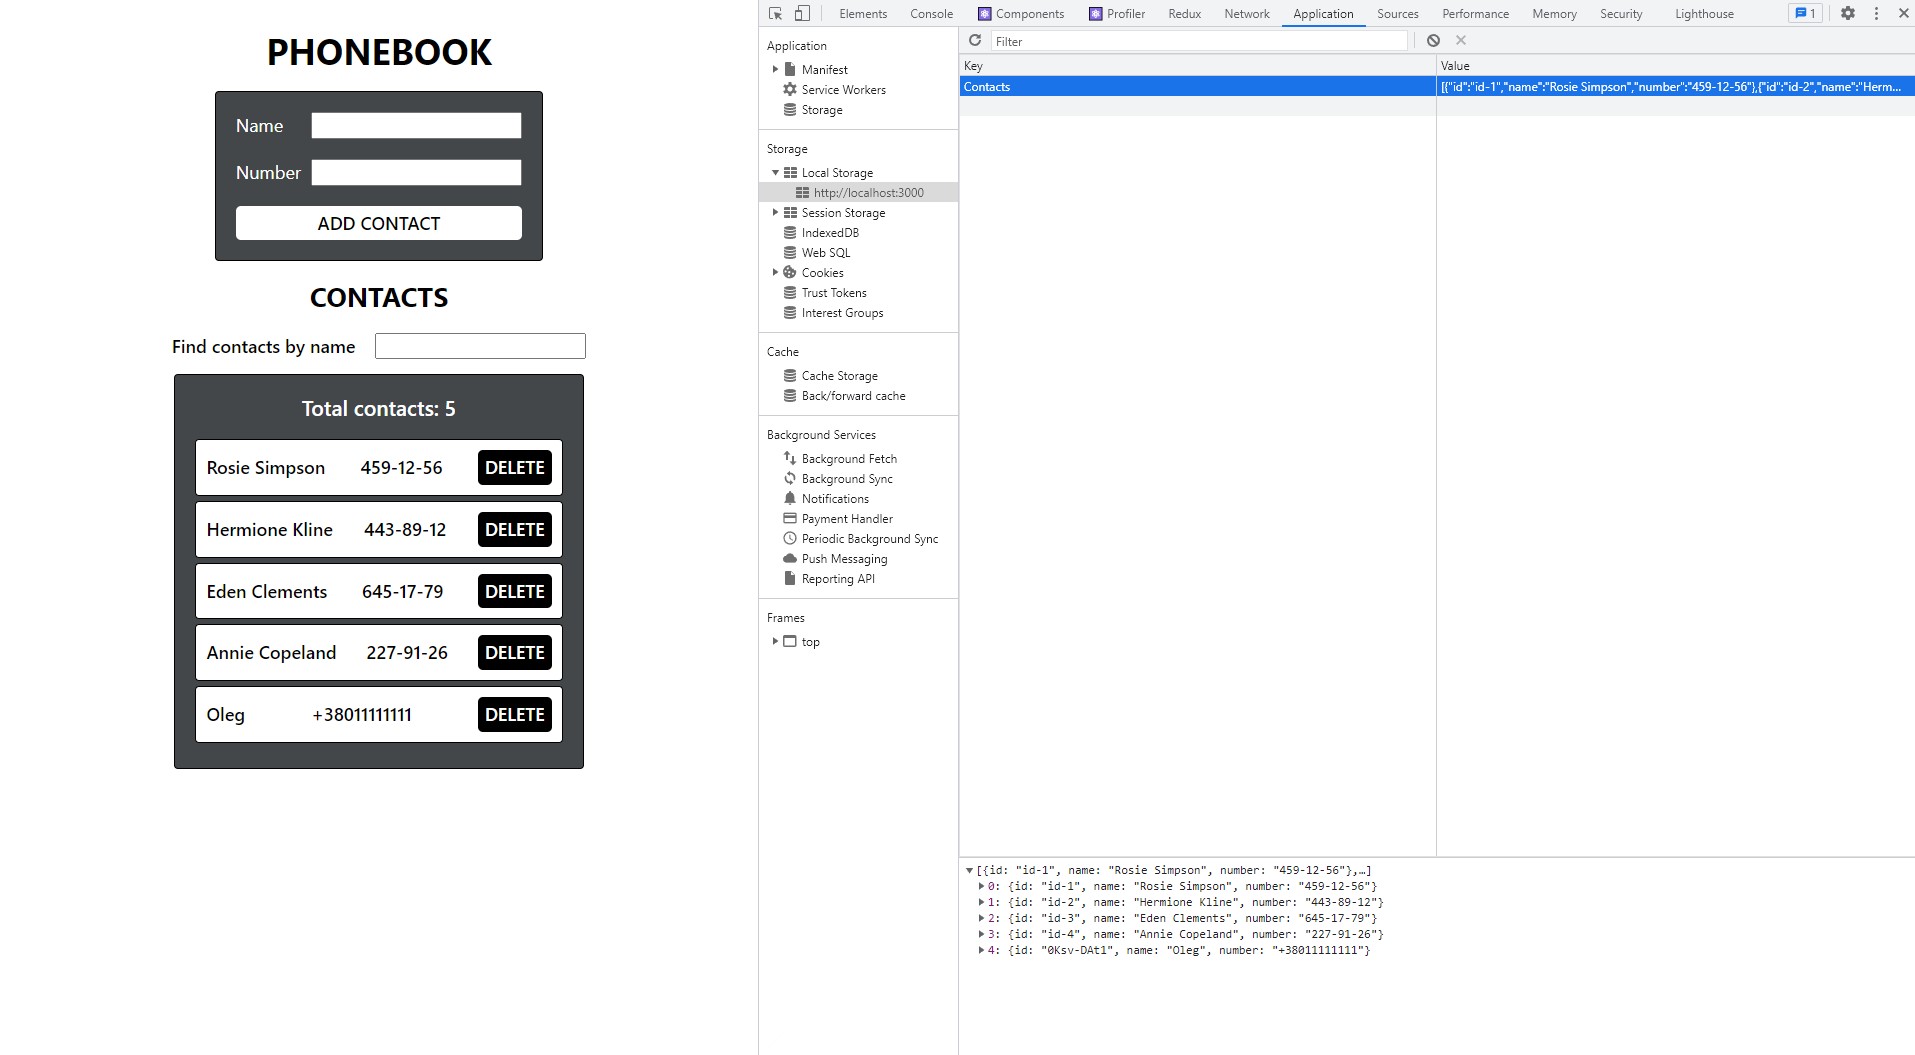 PHONEBOOK
Name
Number
ADD CONTACT
CONTACTS
Find contacts by name
Total contacts: 5
Rosie Simpson 459-12-56 DELETE
Hermione Kline 443-89-12 DELETE
Eden Clements 645-17-79 DELETE
Annie Copeland 227-91-26 DELETE
Oleg +38011111111 DELETE
Elements Console Components Profiler Redux Network Application Sources Performance Memory Security Lighthouse 1
Application
Manifest
Service Workers
Storage
Storage
Local Storage
http://localhost:3000
Session Storage
IndexedDB
Web SQL
Cookies
Trust Tokens
Interest Groups
Cache
Cache Storage
Back/forward cache
Background Services
Background Fetch
Background Sync
Notifications
Payment Handler
Periodic Background Sync
Push Messaging
Reporting API
Frames
top
Filter
Key Value
Contacts [{"id":"id-1","name":"Rosie Simpson","number":"459-12-56"},{"id":"id-2","name":"Herm...
[{id: "id-1", name: "Rosie Simpson", number: "459-12-56"},…]
0: {id: "id-1", name: "Rosie Simpson", number: "459-12-56"}
1: {id: "id-2", name: "Hermione Kline", number: "443-89-12"}
2: {id: "id-3", name: "Eden Clements", number: "645-17-79"}
3: {id: "id-4", name: "Annie Copeland", number: "227-91-26"}
4: {id: "0Ksv-DAt1", name: "Oleg", number: "+38011111111"}